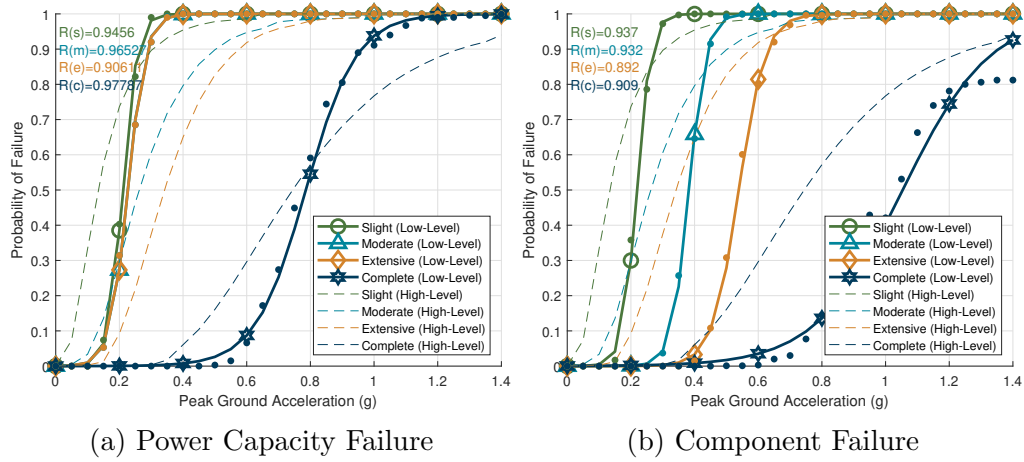 R(s)=0.9456
R(m)=0.96527
R(e)=0.90611
R(c)=0.97787
1
0.9
0.8
0.7
0.6
0.5
0.4
0.3
0.2
0.1
0
Probability of Failure
Slight (Low-Level)
Moderate (Low-Level)
Extensive (Low-Level)
Complete (Low-Level)
Slight (High-Level)
Moderate (High-Level)
Extensive (High-Level)
Complete (High-Level)
0 0.2 0.4 0.6 0.8 1 1.2 1.4
Peak Ground Acceleration (g)
(a) Power Capacity Failure
R(s)=0.937
R(m)=0.932
R(e)=0.892
R(c)=0.909
1
0.9
0.8
0.7
0.6
0.5
0.4
0.3
0.2
0.1
0
Probability of Failure
Slight (Low-Level)
Moderate (Low-Level)
Extensive (Low-Level)
Complete (Low-Level)
Slight (High-Level)
Moderate (High-Level)
Extensive (High-Level)
Complete (High-Level)
0 0.2 0.4 0.6 0.8 1 1.2 1.4
Peak Ground Acceleration (g)
(b) Component Failure